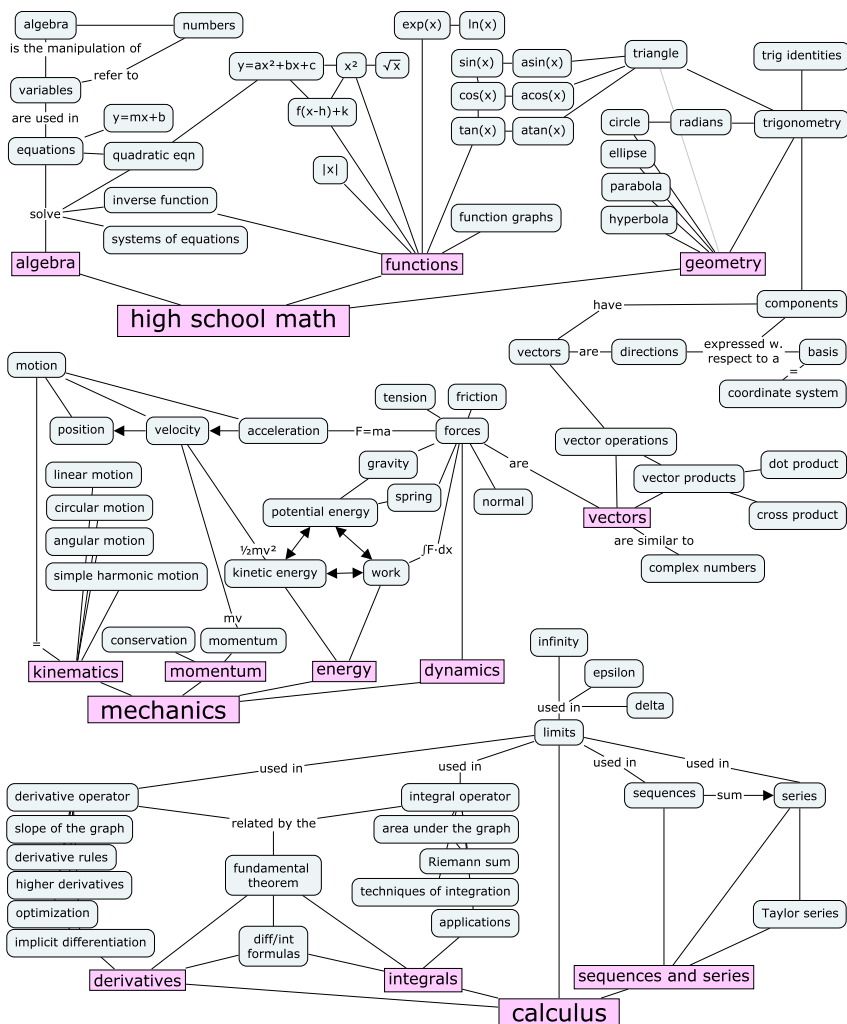 algebra
numbers
exp(x)
ln(x)
is the manipulation of
refer to
variables
are used in
y=mx+b
equations
quadratic eqn
solve
inverse function
systems of equations
y=ax²+bx+c
x²
√x
f(x-h)+k
|x|
sin(x)
asin(x)
cos(x)
acos(x)
tan(x)
atan(x)
function graphs
triangle
trig identities
circle
radians
trigonometry
ellipse
parabola
hyperbola
algebra
functions
geometry
high school math
have
components
vectors
are
directions
expressed w.
respect to a
basis
=
coordinate system
vector operations
vector products
dot product
cross product
vectors
are similar to
complex numbers
motion
position
velocity
acceleration
F=ma
tension
friction
forces
gravity
spring
normal
are
linear motion
circular motion
angular motion
simple harmonic motion
potential energy
½mv²
kinetic energy
work
∫F·dx
mv
=
conservation
momentum
kinematics
momentum
energy
dynamics
mechanics
infinity
epsilon
used in
delta
limits
used in
used in
used in
used in
derivative operator
integral operator
sequences
sum
series
slope of the graph
derivative rules
higher derivatives
optimization
implicit differentiation
related by the
fundamental
theorem
diff/int
formulas
area under the graph
Riemann sum
techniques of integration
applications
Taylor series
derivatives
integrals
sequences and series
calculus